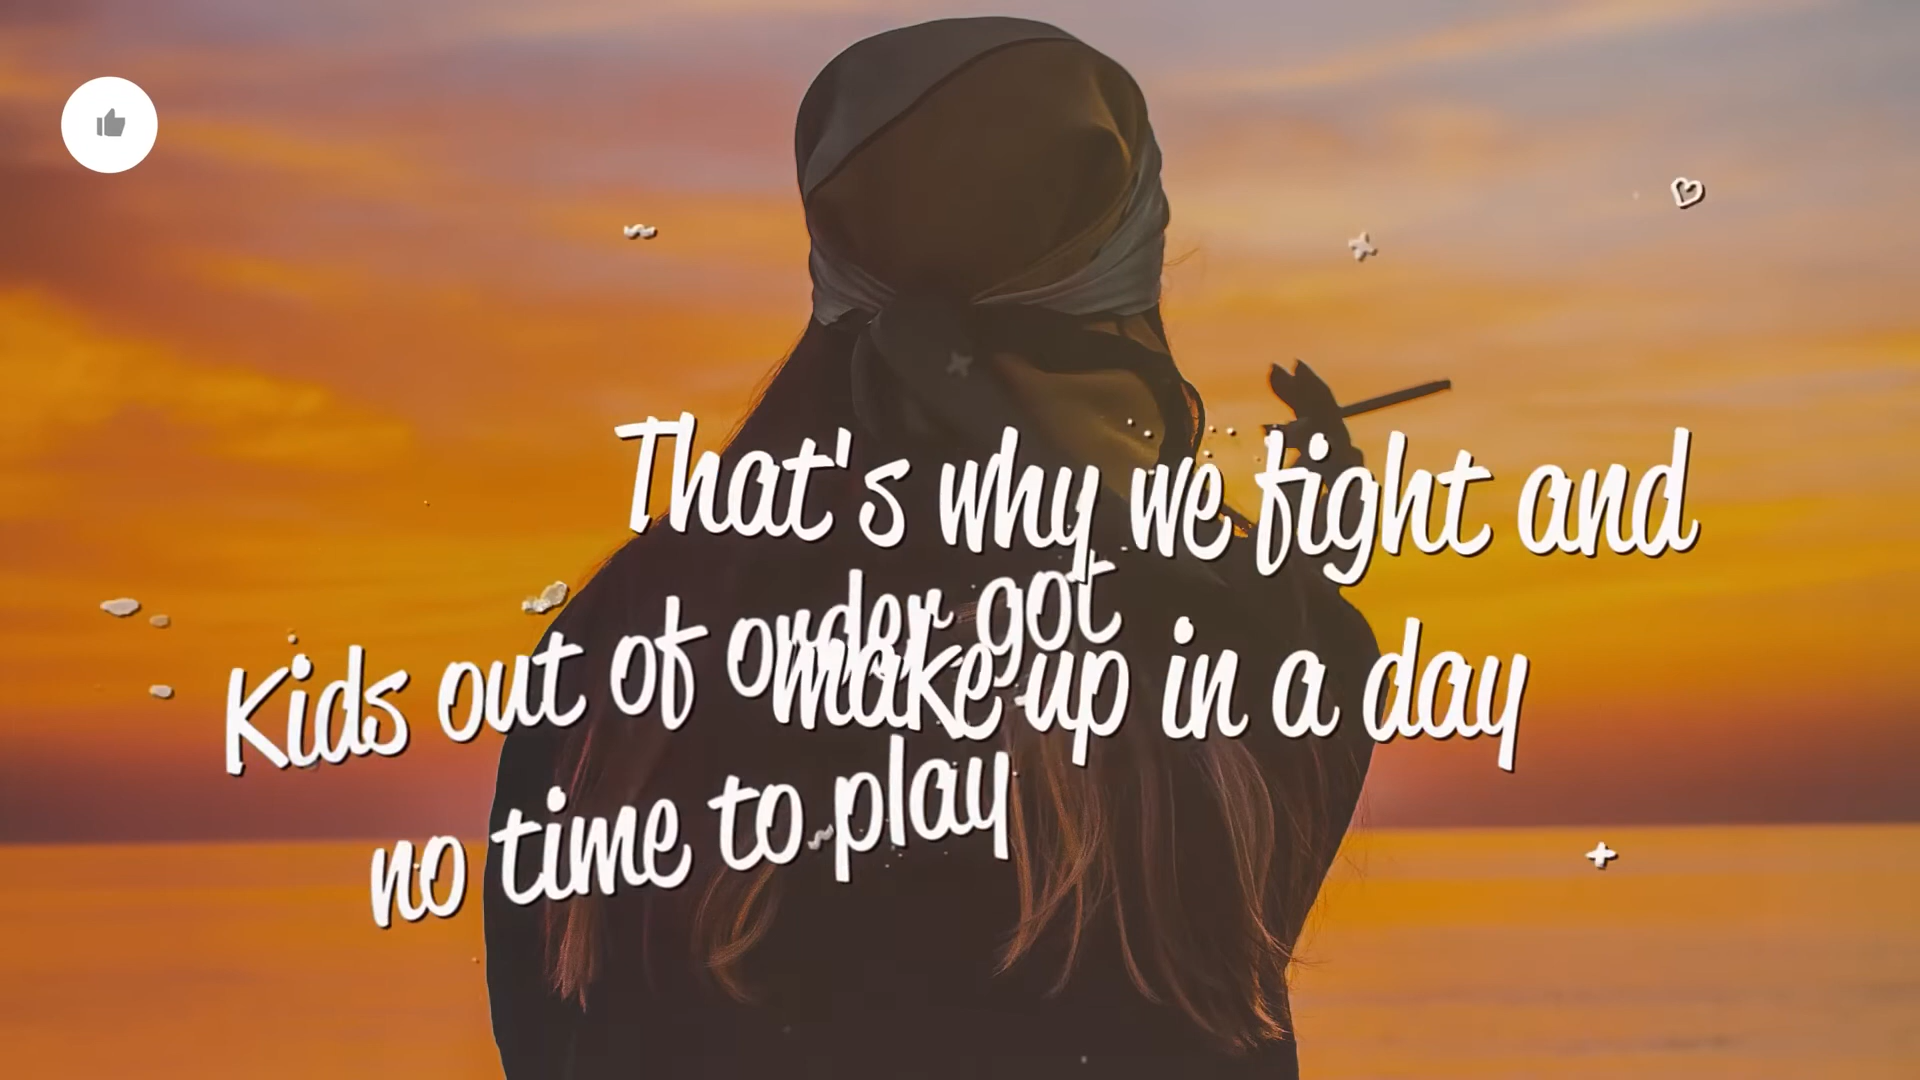 That's why we fight and
make up in a day
Kids out of order got
no time to play